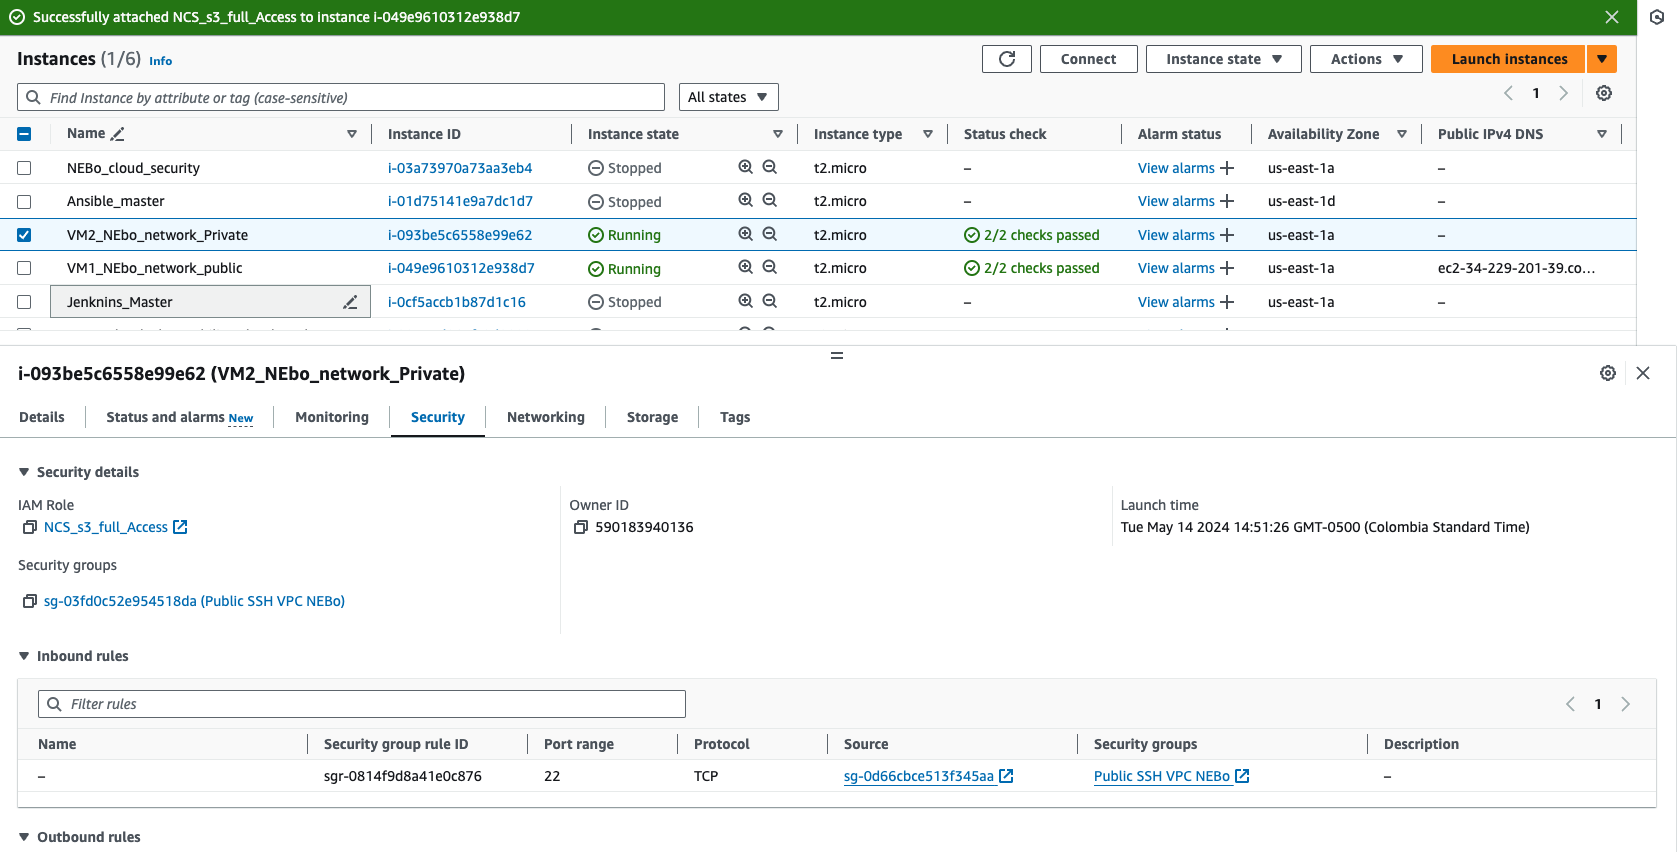 Successfully attached NCS_s3_full_Access to instance i-049e9610312e938d7
Instances (1/6) Info
Connect
Instance state
Actions
Launch instances
Find Instance by attribute or tag (case-sensitive)
All states
1
Name Instance ID Instance state Instance type Status check Alarm status Availability Zone Public IPv4 DNS
NEBo_cloud_security i-03a73970a73aa3eb4 Stopped t2.micro – View alarms + us-east-1a –
Ansible_master i-01d75141e9a7dc1d7 Stopped t2.micro – View alarms + us-east-1d –
VM2_NEbo_network_Private i-093be5c6558e99e62 Running t2.micro 2/2 checks passed View alarms + us-east-1a –
VM1_NEbo_network_public i-049e9610312e938d7 Running t2.micro 2/2 checks passed View alarms + us-east-1a ec2-34-229-201-39.co...
Jenknins_Master i-0cf5accb1b87d1c16 Stopped t2.micro – View alarms + us-east-1a –
i-093be5c6558e99e62 (VM2_NEbo_network_Private)
Details Status and alarms New Monitoring Security Networking Storage Tags
Security details
IAM Role Owner ID Launch time
NCS_s3_full_Access 590183940136 Tue May 14 2024 14:51:26 GMT-0500 (Colombia Standard Time)
Security groups
sg-03fd0c52e954518da (Public SSH VPC NEBo)
Inbound rules
Filter rules
1
Name Security group rule ID Port range Protocol Source Security groups Description
– sgr-0814f9d8a41e0c876 22 TCP sg-0d66cbce513f345aa Public SSH VPC NEBo –
Outbound rules